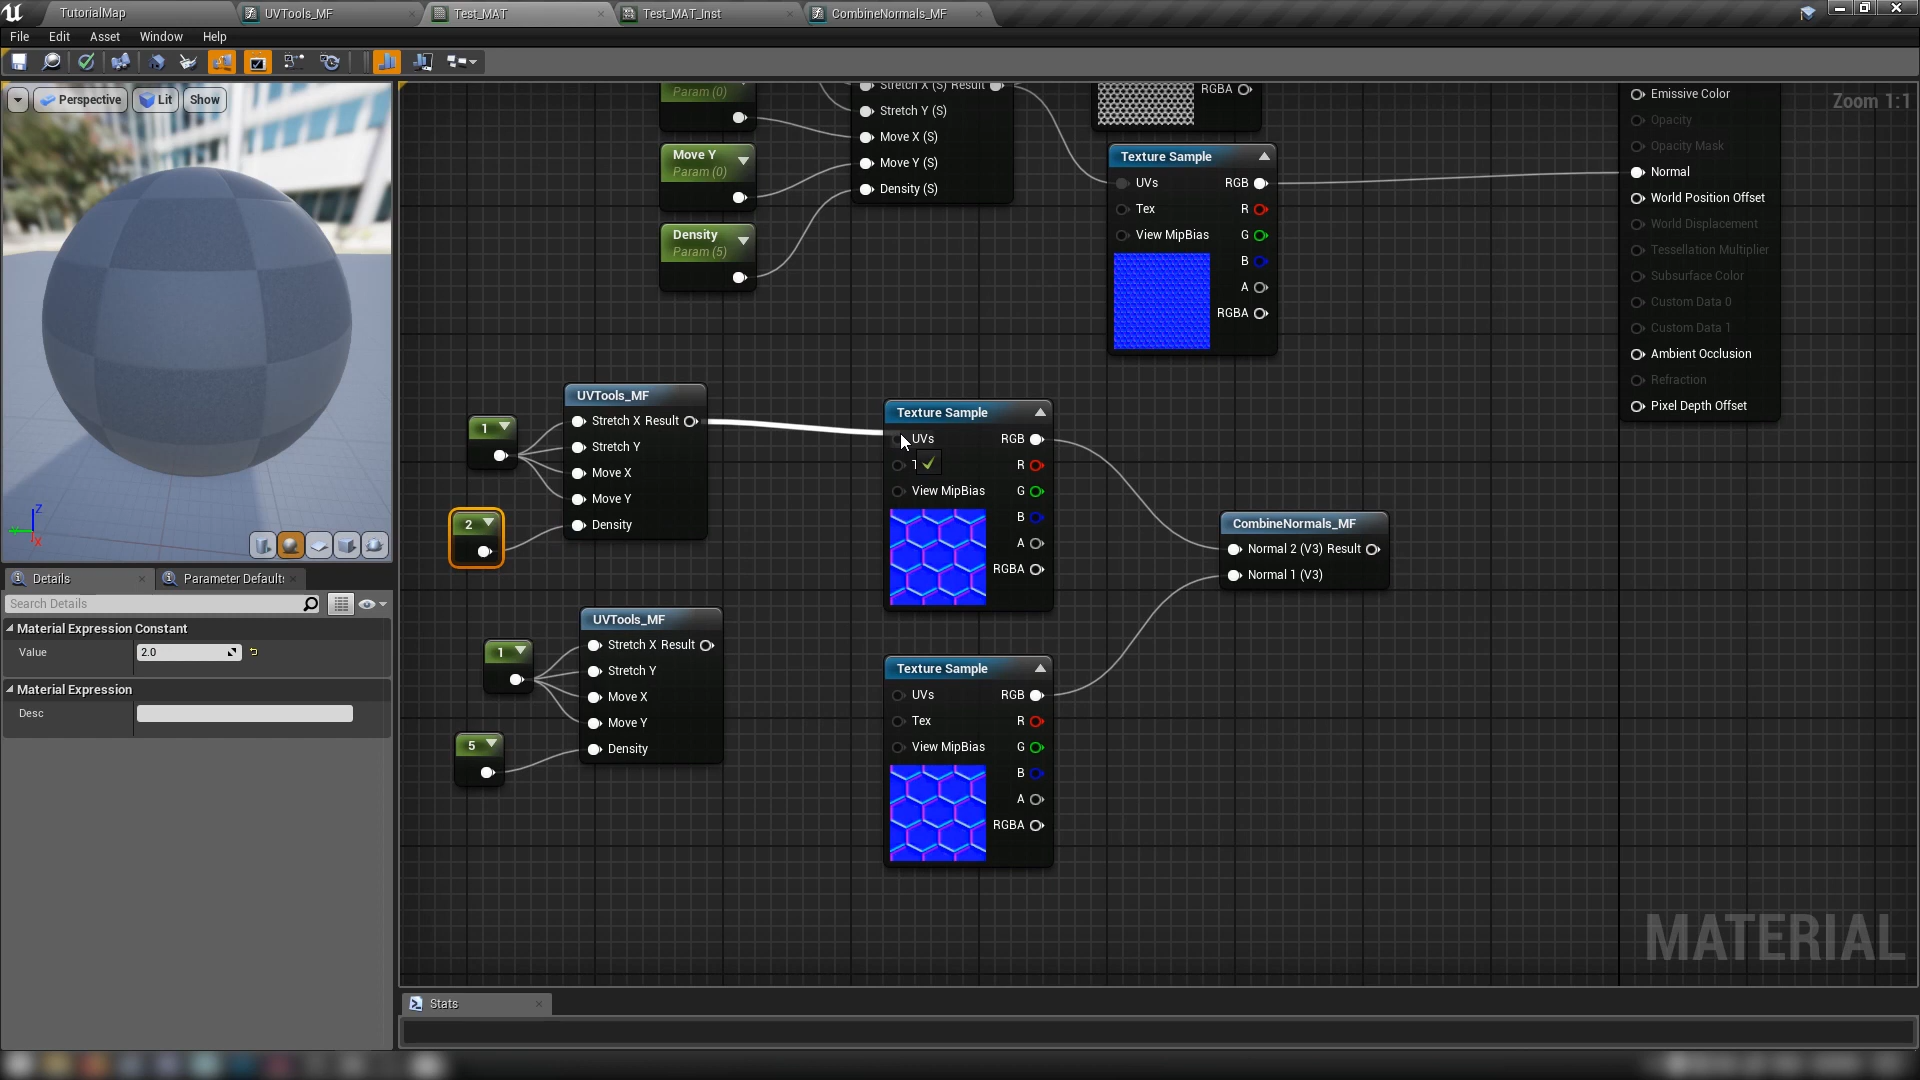 TutorialMap
UVTools_MF
Test_MAT
Test_MAT_Inst
CombineNormals_MF
File Edit Asset Window Help
Perspective Lit Show
Zoom 1:1
Param (0)
Stretch X (S) Result
Stretch Y (S)
Move X (S)
Move Y (S)
Density (S)
Move Y
Param (0)
Density
Param (5)
RGBA
Texture Sample
UVs RGB
Tex R
View MipBias G
B
A
RGBA
Emissive Color
Opacity
Opacity Mask
Normal
World Position Offset
World Displacement
Tessellation Multiplier
Subsurface Color
Custom Data 0
Custom Data 1
Ambient Occlusion
Refraction
Pixel Depth Offset
1
2
UVTools_MF
Stretch X Result
Stretch Y
Move X
Move Y
Density
Texture Sample
UVs RGB
T R
View MipBias G
B
A
RGBA
CombineNormals_MF
Normal 2 (V3) Result
Normal 1 (V3)
1
5
UVTools_MF
Stretch X Result
Stretch Y
Move X
Move Y
Density
Texture Sample
UVs RGB
Tex R
View MipBias G
B
A
RGBA
Z
X
Details
Parameter Defaults
Search Details
Material Expression Constant
Value 2.0
Material Expression
Desc
MATERIAL
Stats